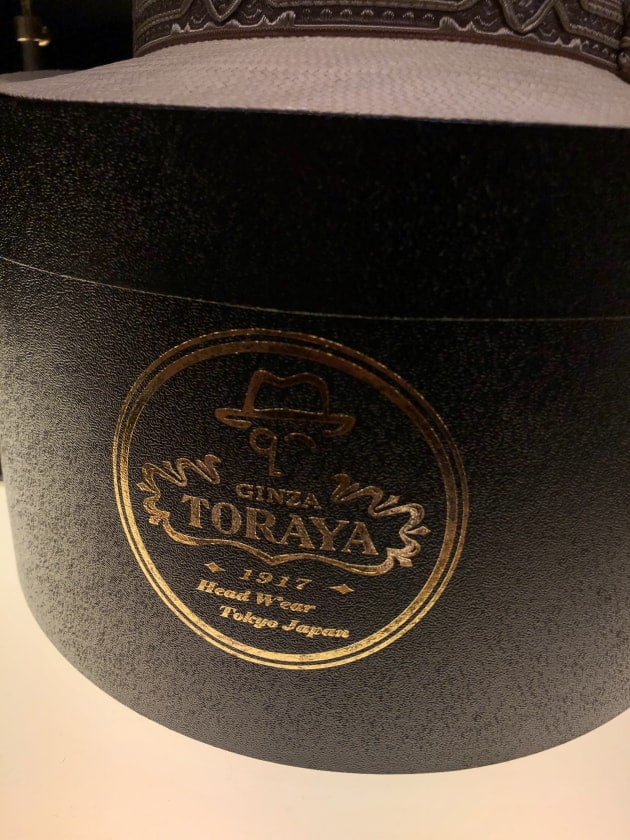 GINZA
TORAYA
1917
Head Wear
Tokyo Japan